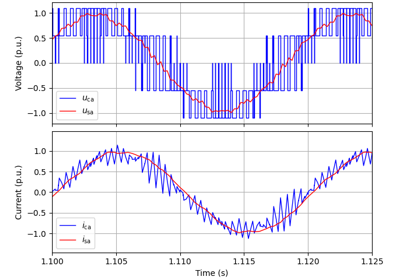 Voltage (p.u.)
1.0
0.5
0.0
−0.5
−1.0
u_ca
u_sa
Current (p.u.)
1.0
0.5
0.0
−0.5
−1.0
i_ca
i_sa
1.100 1.105 1.110 1.115 1.120 1.125
Time (s)